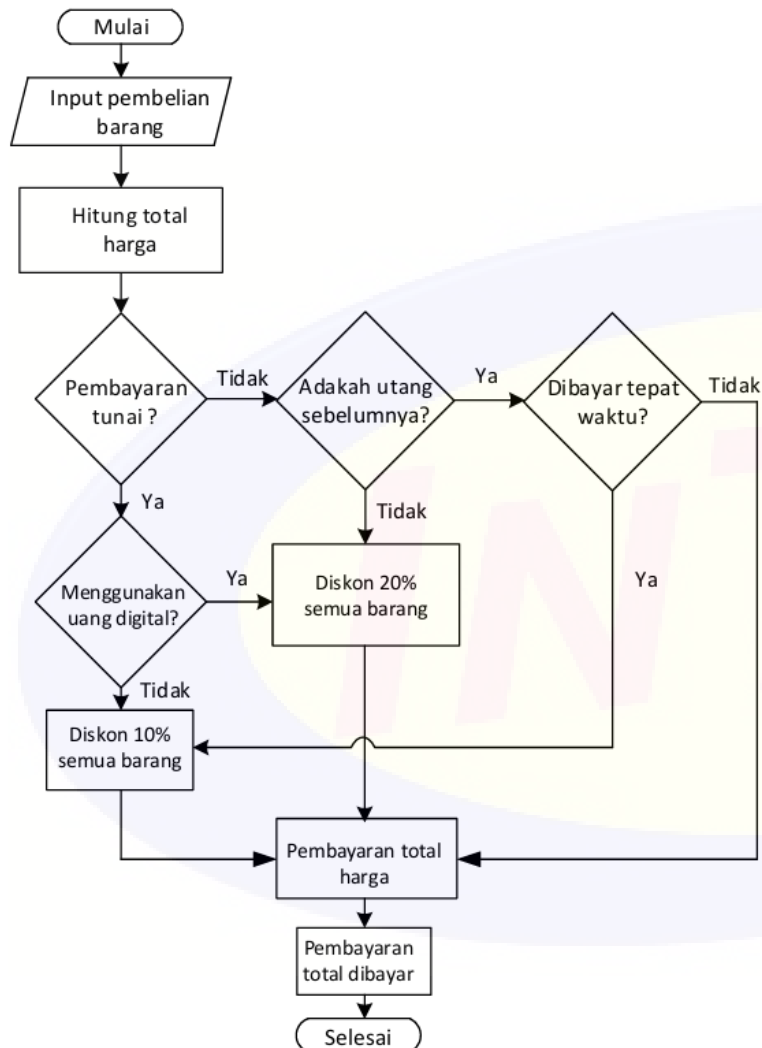 Mulai
Input pembelian
barang
Hitung total
harga
Pembayaran
tunai ?
Tidak
Adakah utang
sebelumnya?
Ya
Dibayar tepat
waktu?
Tidak
Ya
Tidak
Menggunakan
uang digital?
Ya
Diskon 20%
semua barang
Ya
Tidak
Diskon 10%
semua barang
Pembayaran total
harga
Pembayaran
total dibayar
Selesai